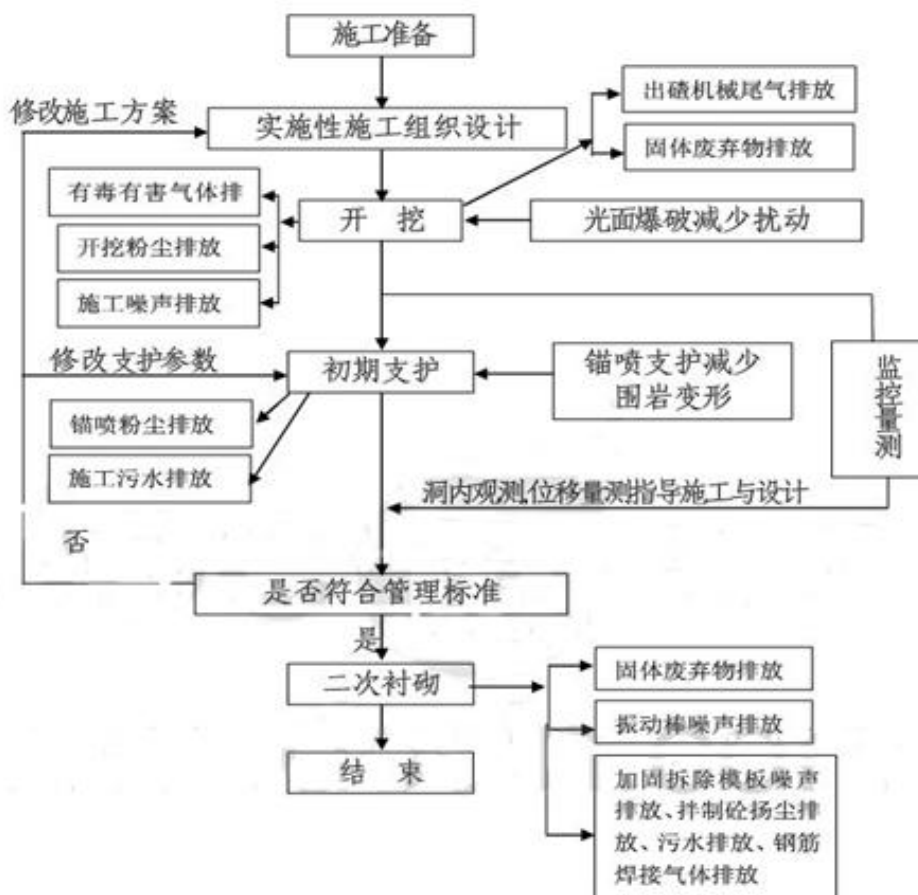 施工准备
修改施工方案
实施性施工组织设计
出碴机械尾气排放
固体废弃物排放
有毒有害气体排
开挖粉尘排放
施工噪声排放
开 挖
光面爆破减少扰动
修改支护参数
初期支护
锚喷支护减少
围岩变形
监控量测
锚喷粉尘排放
施工污水排放
洞内观测,位移量测指导施工与设计
否
是否符合管理标准
是
二次衬砌
固体废弃物排放
振动棒噪声排放
结 束
加固拆除模板噪声
排放、拌制砼扬尘排
放、污水排放、钢筋
焊接气体排放